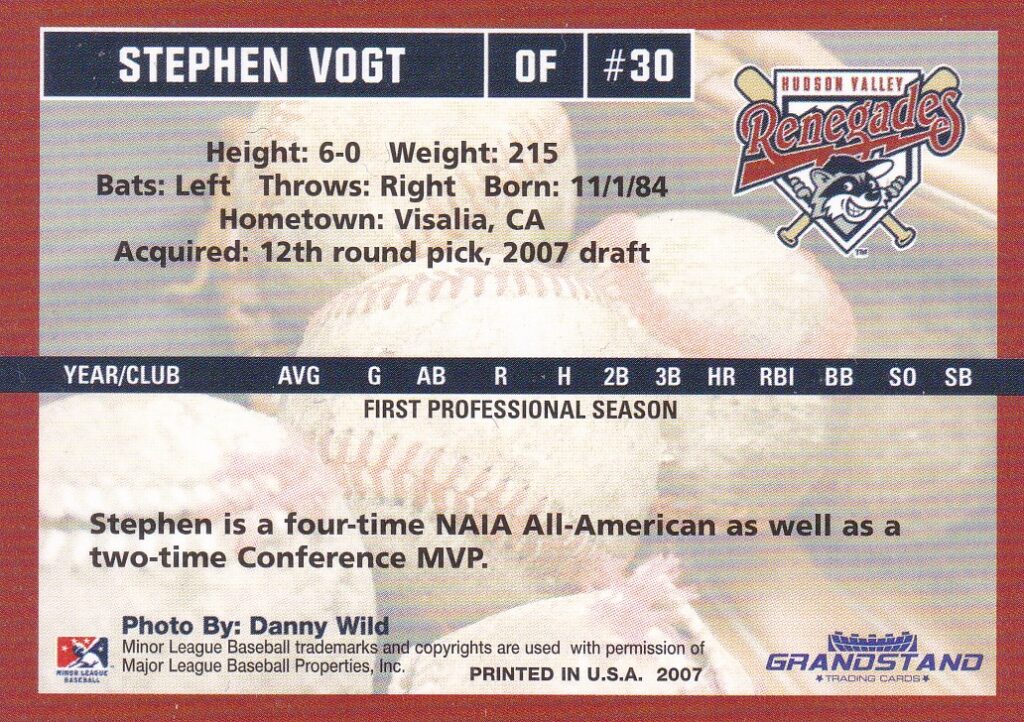 STEPHEN VOGT OF #30
HUDSON VALLEY
Renegades
TM
Height: 6-0 Weight: 215
Bats: Left Throws: Right Born: 11/1/84
Hometown: Visalia, CA
Acquired: 12th round pick, 2007 draft
YEAR/CLUB AVG G AB R H 2B 3B HR RBI BB SO SB
FIRST PROFESSIONAL SEASON
Stephen is a four-time NAIA All-American as well as a
two-time Conference MVP.
Photo By: Danny Wild
Minor League Baseball trademarks and copyrights are used with permission of
Major League Baseball Properties, Inc.
PRINTED IN U.S.A. 2007
MINOR LEAGUE
BASEBALL
GRANDSTAND
TRADING CARDS